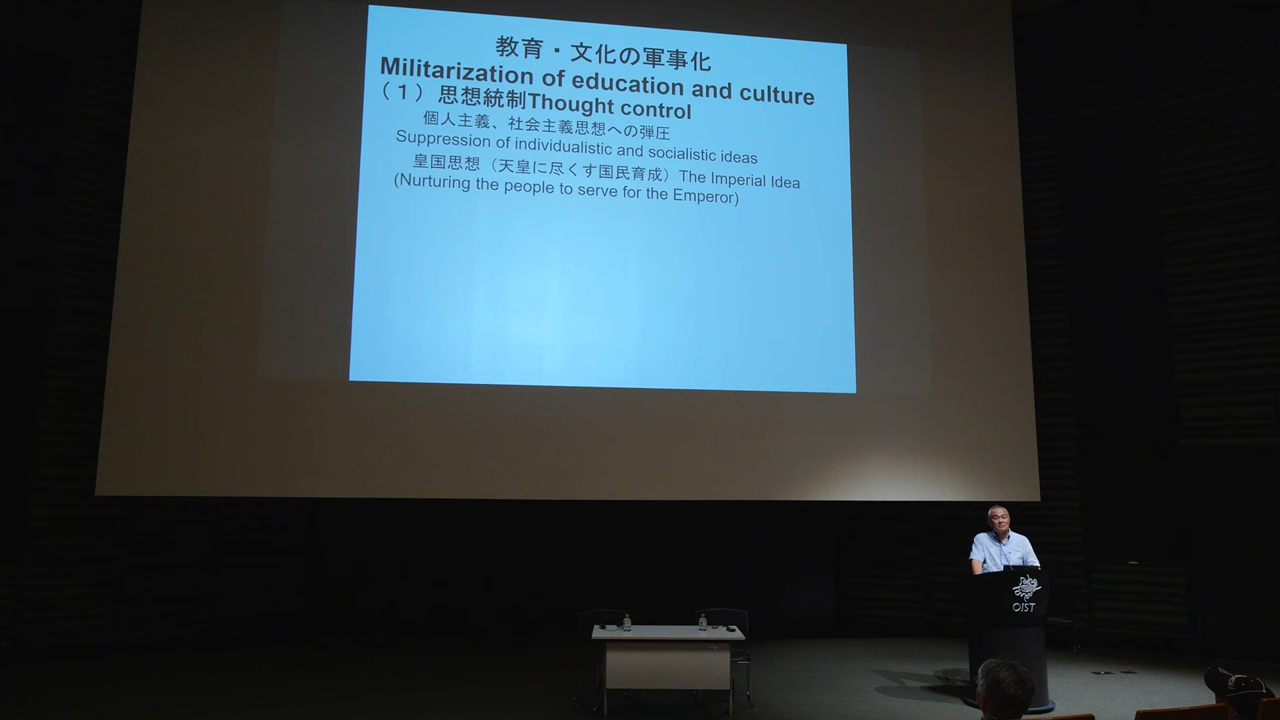 教育・文化の軍事化
Militarization of education and culture
（１）思想統制Thought control
個人主義、社会主義思想への弾圧
Suppression of individualistic and socialistic ideas
皇国思想（天皇に尽くす国民育成）The Imperial Idea
(Nurturing the people to serve for the Emperor)
OIST